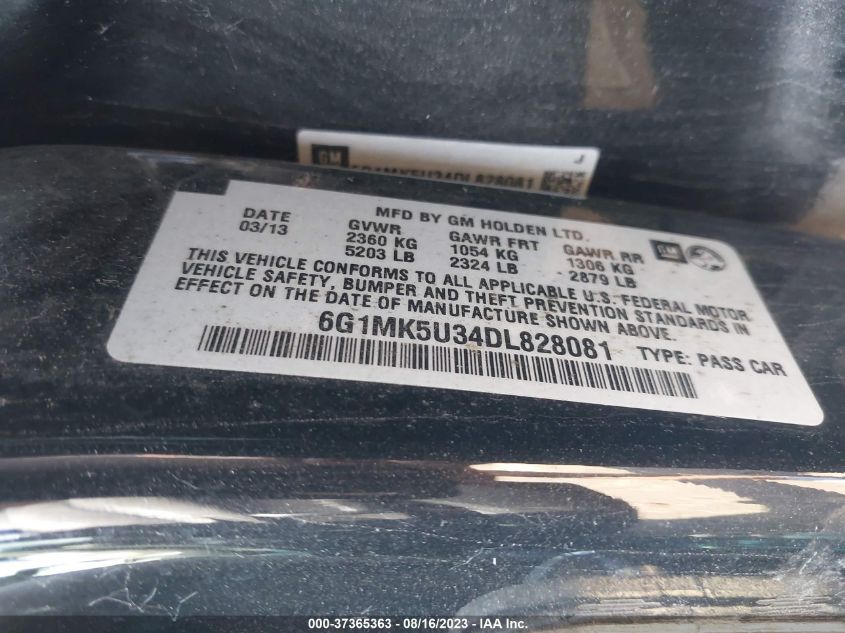 GM
6G1MK5U34DL828081
J
MFD BY GM HOLDEN LTD.
DATE GVWR GAWR FRT GAWR RR GM
03/13 2360 KG 1054 KG 1306 KG
5203 LB 2324 LB 2879 LB
THIS VEHICLE CONFORMS TO ALL APPLICABLE U.S. FEDERAL MOTOR
VEHICLE SAFETY, BUMPER AND THEFT PREVENTION STANDARDS IN
EFFECT ON THE DATE OF MANUFACTURE SHOWN ABOVE.
6G1MK5U34DL828081 TYPE: PASS CAR
000-37365363 - 08/16/2023 - IAA Inc.